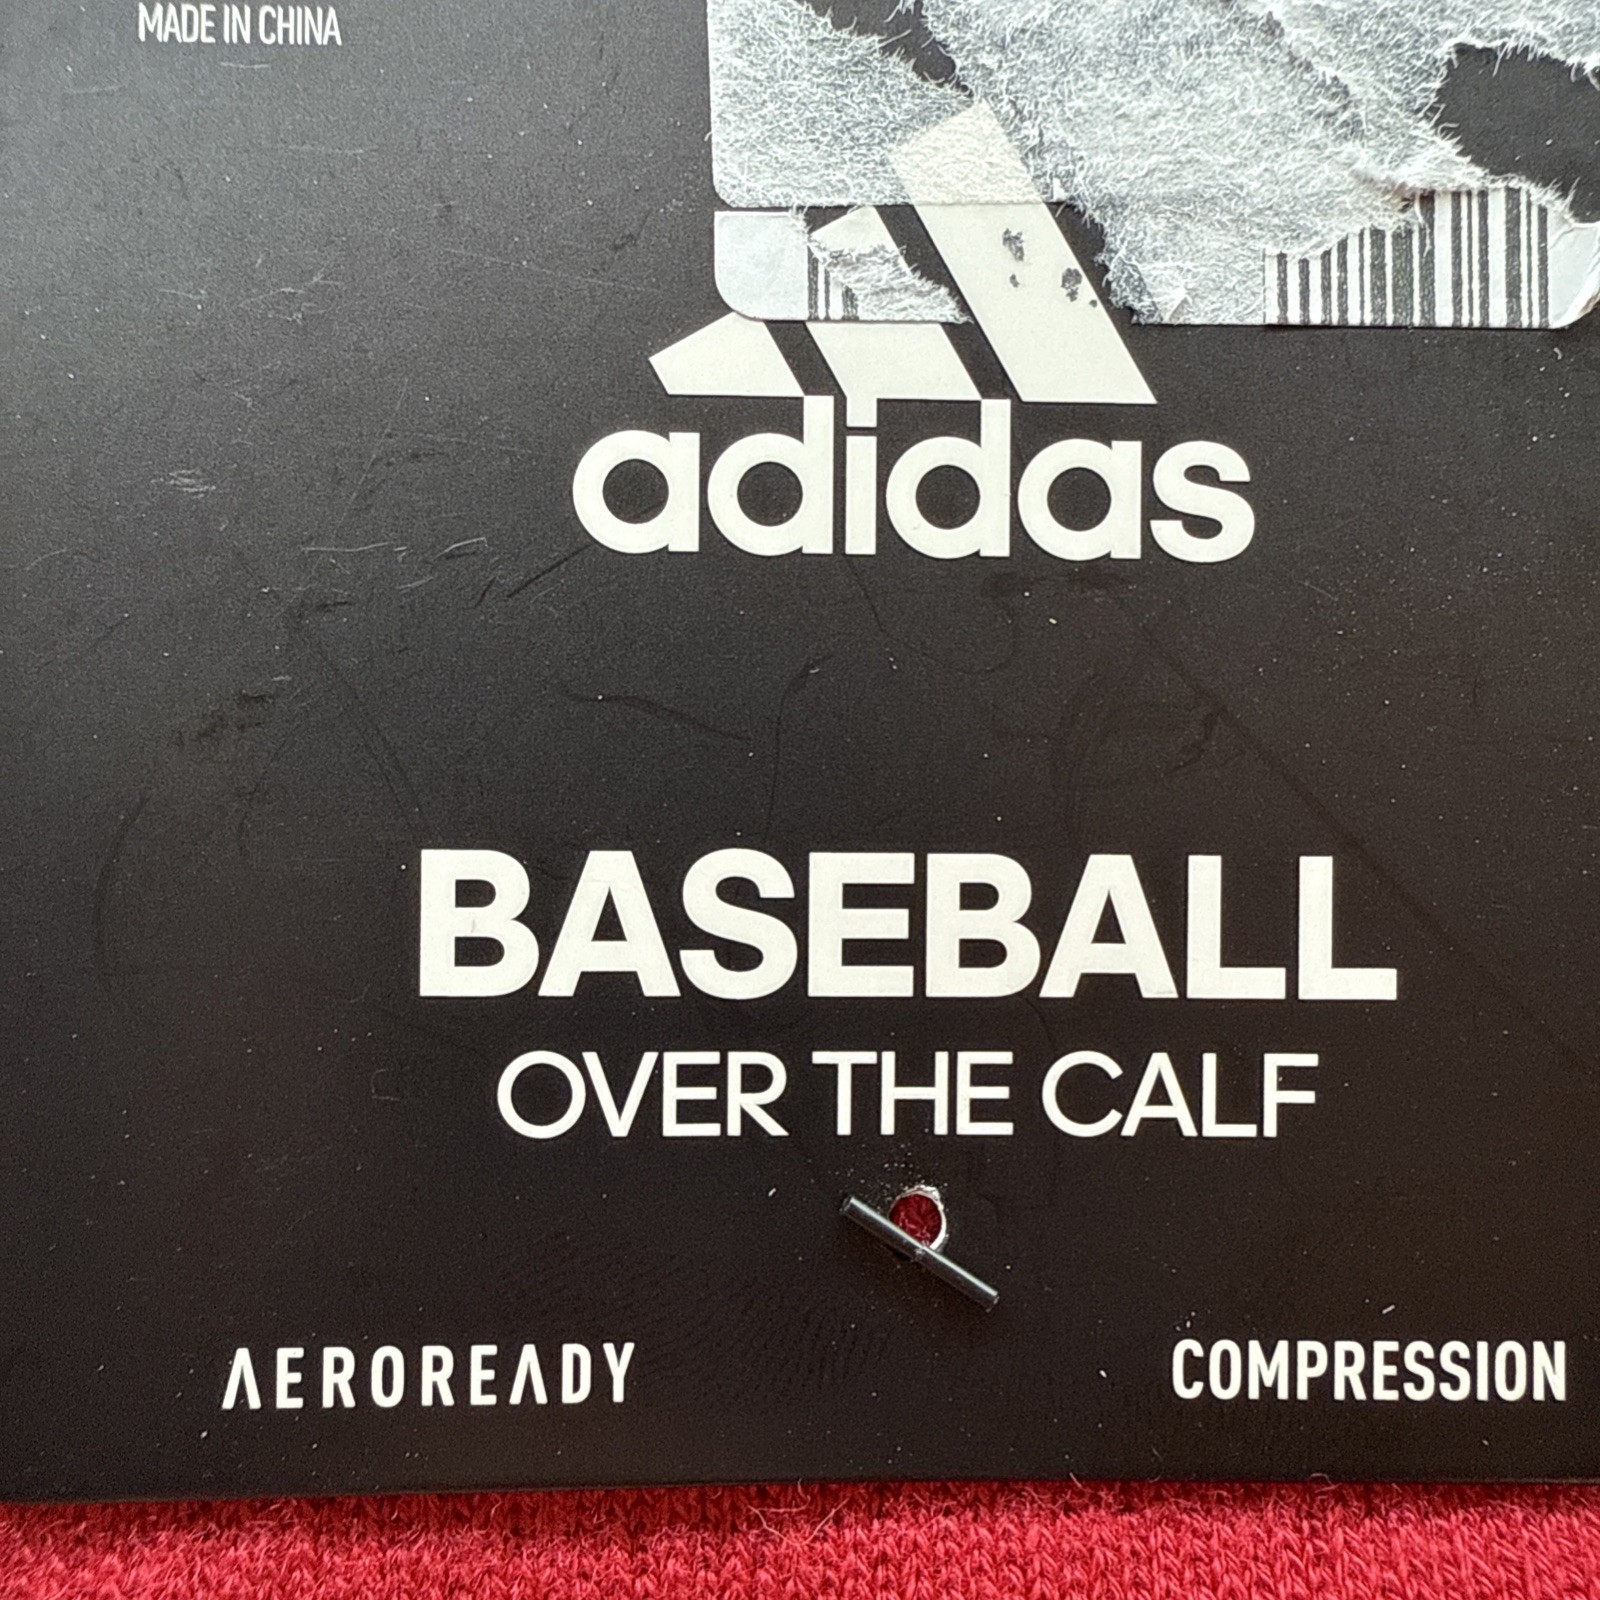 MADE IN CHINA
adidas
BASEBALL
OVER THE CALF
AEROREADY
COMPRESSION